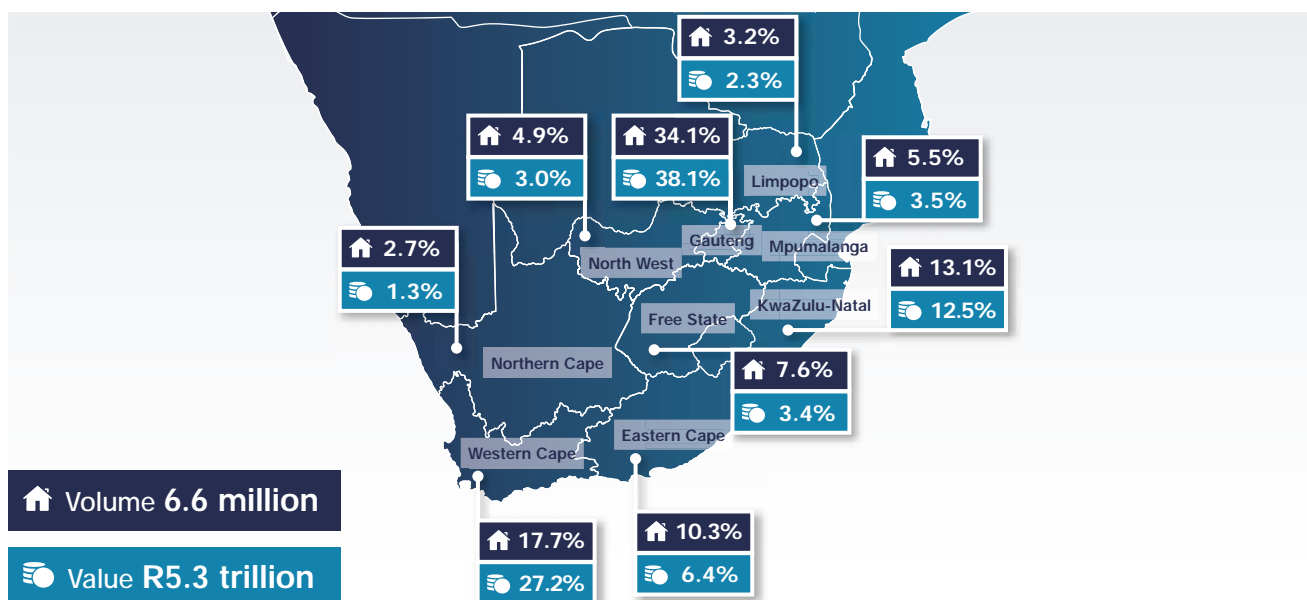 3.2%
2.3%
4.9%
3.0%
34.1%
38.1%
Limpopo
5.5%
3.5%
2.7%
1.3%
North West
Gauteng
Mpumalanga
13.1%
12.5%
KwaZulu-Natal
Free State
Northern Cape
7.6%
3.4%
Eastern Cape
Western Cape
Volume 6.6 million
Value R5.3 trillion
17.7%
27.2%
10.3%
6.4%